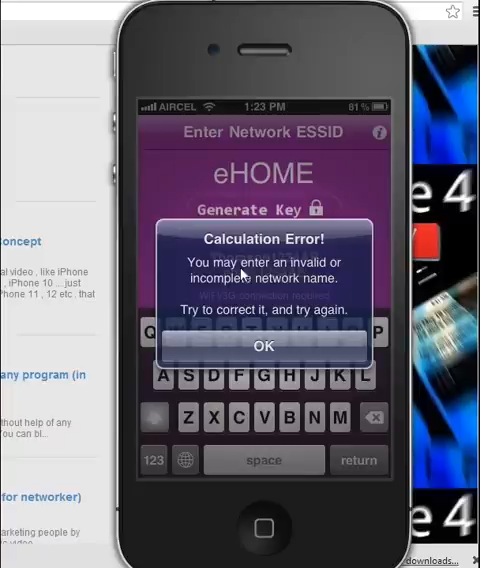 AIRCEL 1:23 PM 81%
Enter Network ESSID
eHOME
Generate Key
Calculation Error!
You may enter an invalid or
incomplete network name.
Try to correct it, and try again.
OK
Q P
A S D F G H J K L
Z X C V B N M
123 space return
oncept
al video , like iPhone
, iPhone 10 ... just
Phone 11 , 12 etc . that
any program (in
thout help of any
You can bl...
for networker)
arketing people by
e 4
e 4
downloads...